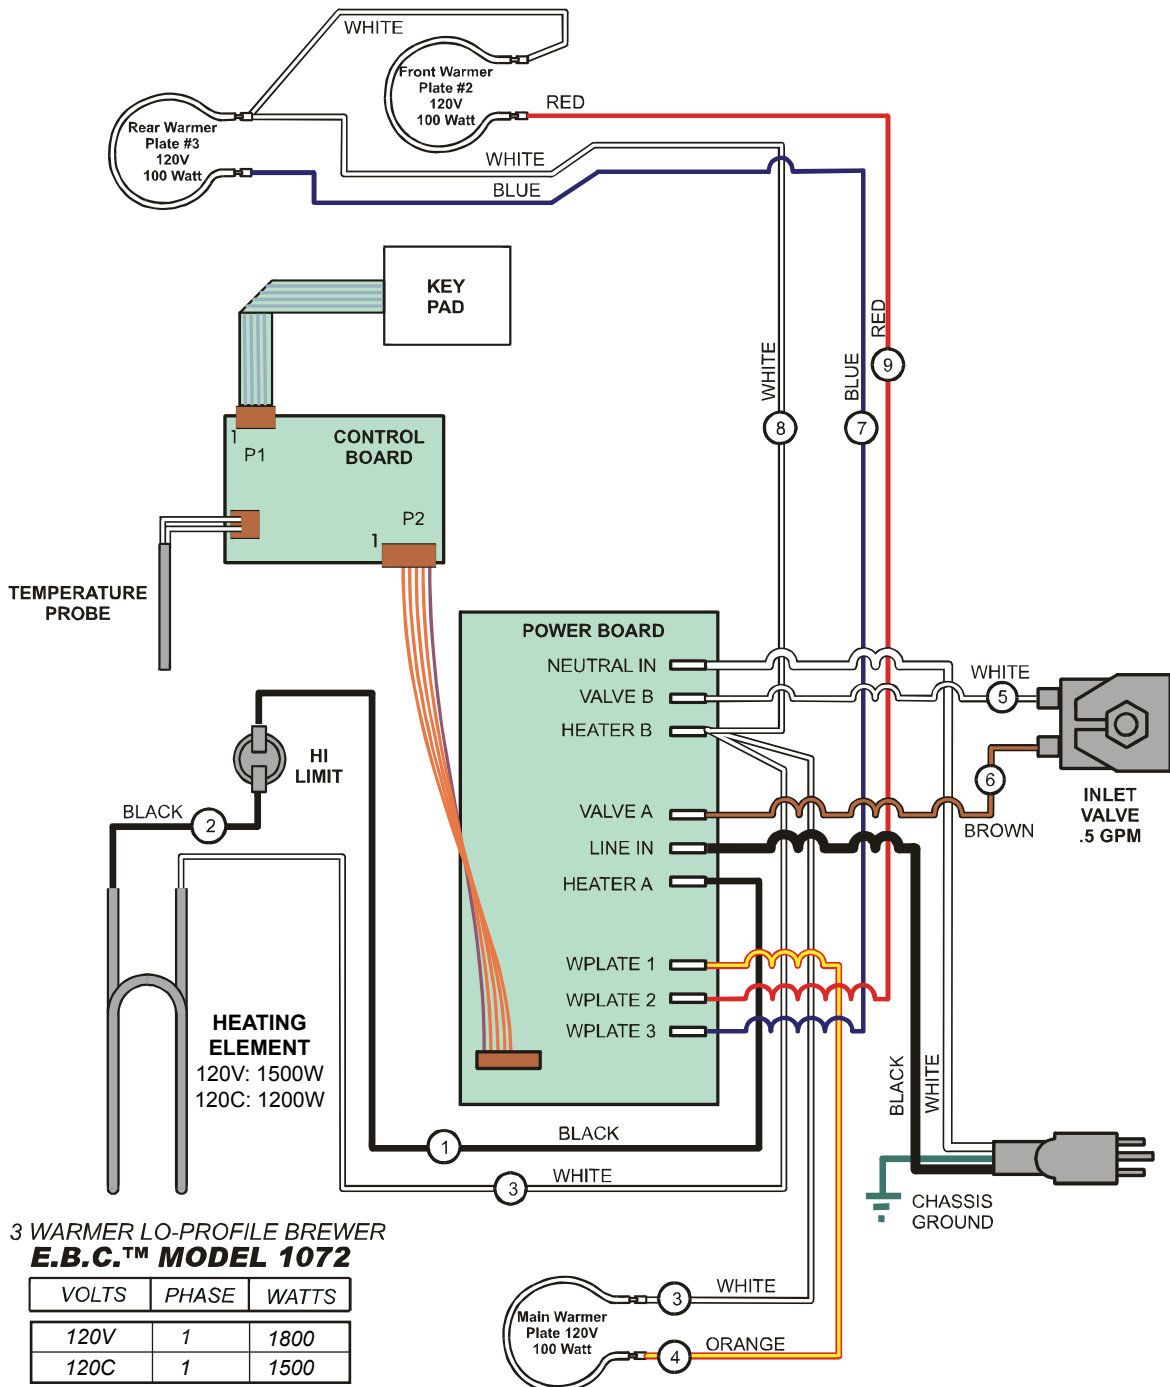 WHITE
Front Warmer
Plate #2
120V
100 Watt
RED
Rear Warmer
Plate #3
120V
100 Watt
WHITE
BLUE
KEY
PAD
RED
9
WHITE
BLUE
8
7
1
P1
CONTROL
BOARD
P2
1
TEMPERATURE
PROBE
POWER BOARD
NEUTRAL IN
VALVE B
HEATER B
VALVE A
LINE IN
HEATER A
WPLATE 1
WPLATE 2
WPLATE 3
WHITE
5
6
BROWN
INLET
VALVE
.5 GPM
HI
LIMIT
BLACK
2
HEATING
ELEMENT
120V: 1500W
120C: 1200W
BLACK
WHITE
1
BLACK
3
WHITE
CHASSIS
GROUND
3 WARMER LO-PROFILE BREWER
E.B.C.™ MODEL 1072
VOLTS PHASE WATTS
120V 1 1800
120C 1 1500
Main Warmer
Plate 120V
100 Watt
3
WHITE
4
ORANGE